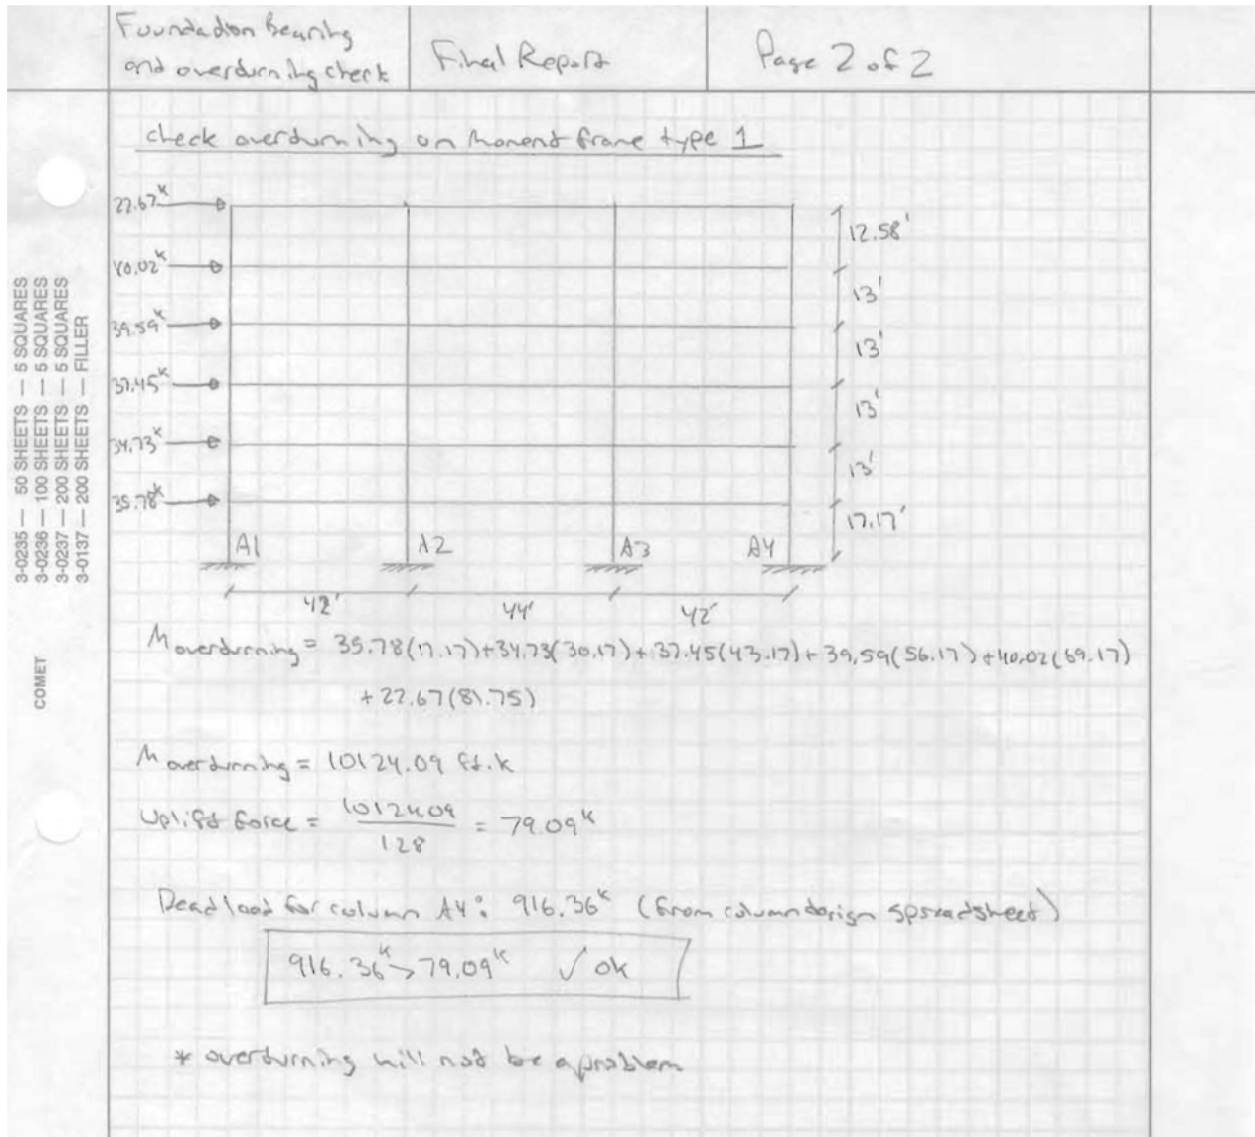 Foundation Bearing
and overturning check
Final Report
Page 2 of 2
check overturning on Moment frame type 1
22.67k
40.02k
39.59k
37.45k
34.73k
35.78k
12.58'
13'
13'
13'
13'
17.17'
A1
A2
A3
A4
42'
44'
42'
M overturning = 35.78(17.17)+34.73(30.17)+37.45(43.17)+39.59(56.17)+40.02(69.17)
+22.67(81.75)
M overturning = 10124.09 ft.k
Uplift force = 10124.09 / 128 = 79.09k
Dead load for column A4: 916.36k (from column design spreadsheet)
916.36k > 79.09k ✓ ok
* overturning will not be a problem
3-0235 — 50 SHEETS — 5 SQUARES
3-0236 — 100 SHEETS — 5 SQUARES
3-0237 — 200 SHEETS — 5 SQUARES
3-0137 — 200 SHEETS — FILLER
COMET